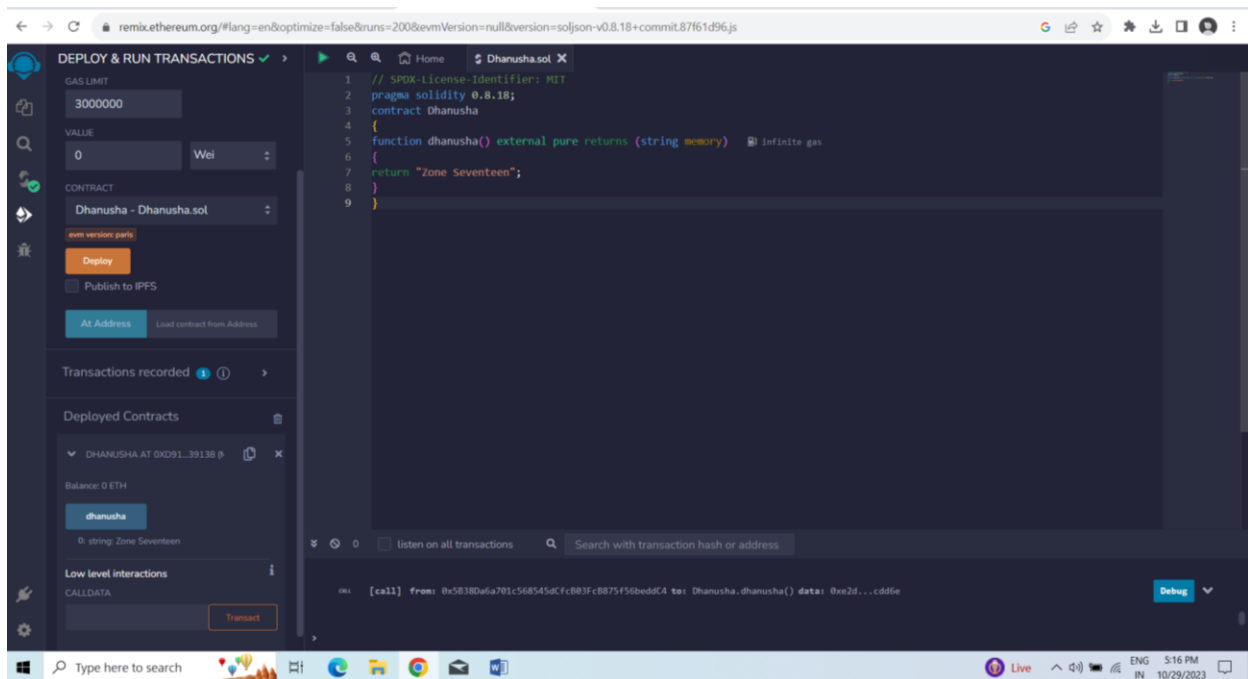 remix.ethereum.org/#lang=en&optimize=false&runs=200&evmVersion=null&version=soljson-v0.8.18+commit.87f61d96.js
DEPLOY & RUN TRANSACTIONS
GAS LIMIT
3000000
VALUE
0 Wei
CONTRACT
Dhanusha - Dhanusha.sol
evm version: paris
Deploy
Publish to IPFS
At Address Load contract from Address
Transactions recorded 1
Deployed Contracts
DHANUSHA AT 0XD91...39138
Balance: 0 ETH
dhanusha
0: string: Zone Seventeen
Low level interactions
CALLDATA
Transact
Home Dhanusha.sol
1 // SPDX-License-Identifier: MIT
2 pragma solidity 0.8.18;
3 contract Dhanusha
4 {
5 function dhanusha() external pure returns (string memory) infinite gas
6 {
7 return "Zone Seventeen";
8 }
9 }
0 listen on all transactions Search with transaction hash or address
[call] from: 0x5B38Da6a701c568545dCfcB03FcB875f56beddC4 to: Dhanusha.dhanusha() data: 0xe2d...cdd6e Debug
>
Type here to search
Live ENG 5:16 PM
IN 10/29/2023